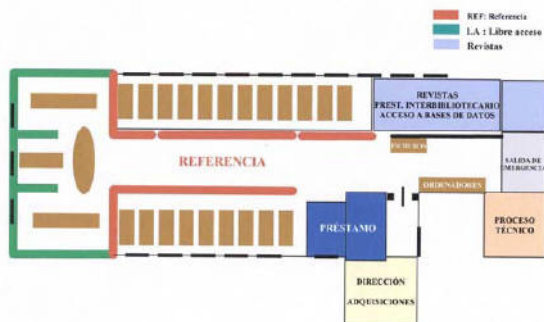 REF: Referencia
LA : Libre acceso
Revistas
REVISTAS
PREST. INTERBIBLIOTECARIO
ACCESO A BASES DE DATOS
REFERENCIA
FICHEROS
SALIDA DE
EMERGENCIA
ORDENADORES
PRÉSTAMO
PROCESO
TÉCNICO
DIRECCIÓN
ADQUISICIONES